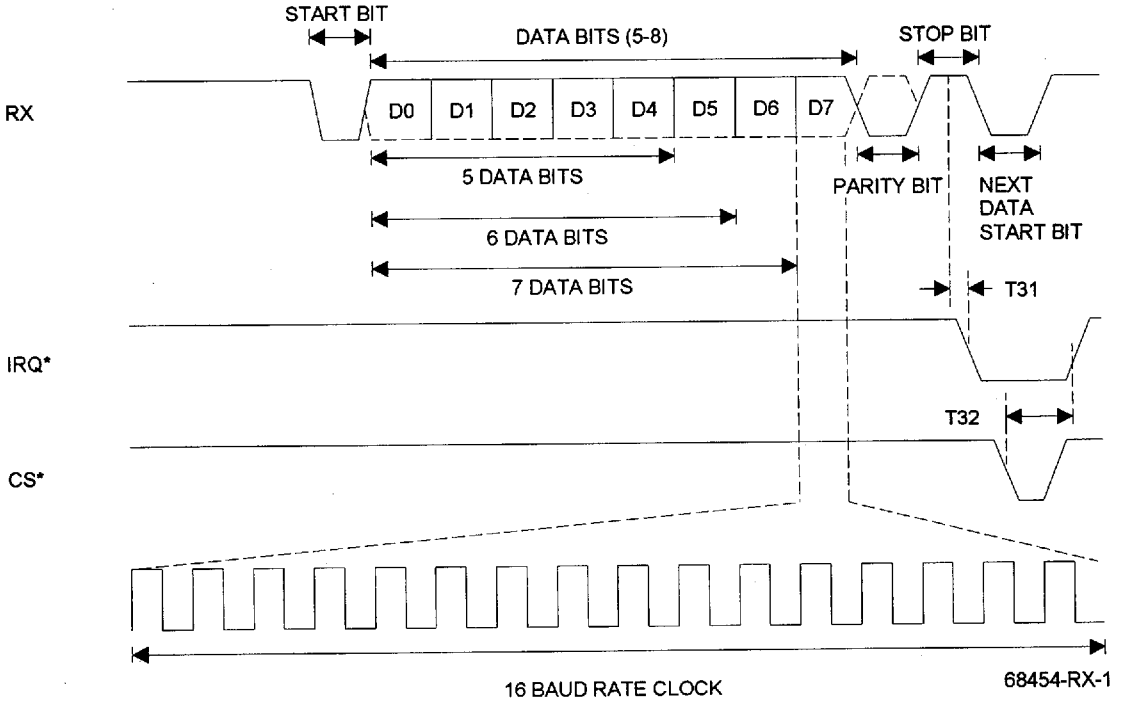 START BIT
DATA BITS (5-8)
STOP BIT
RX
D0 D1 D2 D3 D4 D5 D6 D7
5 DATA BITS
PARITY BIT
NEXT
DATA
START BIT
6 DATA BITS
7 DATA BITS
T31
IRQ*
T32
CS*
16 BAUD RATE CLOCK
68454-RX-1